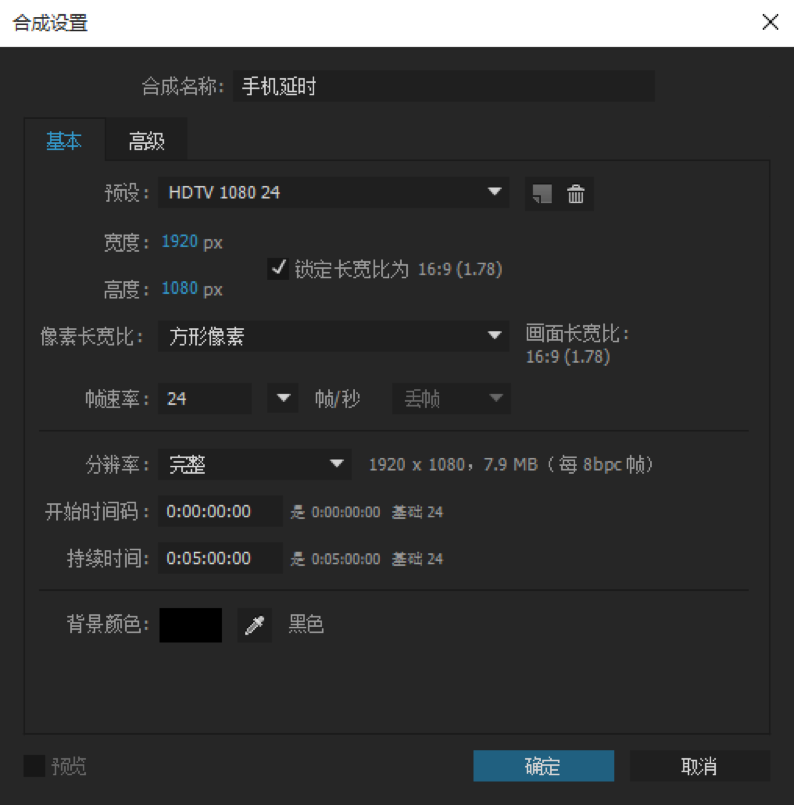 合成设置
合成名称: 手机延时
基本 高级
预设: HDTV 1080 24
宽度: 1920 px
锁定长宽比为 16:9 (1.78)
高度: 1080 px
像素长宽比: 方形像素 画面长宽比:
16:9 (1.78)
帧速率: 24 帧/秒 丢帧
分辨率: 完整 1920 x 1080，7.9 MB（每 8bpc 帧）
开始时间码: 0:00:00:00 是 0:00:00:00 基础 24
持续时间: 0:05:00:00 是 0:05:00:00 基础 24
背景颜色: 黑色
预览 确定 取消